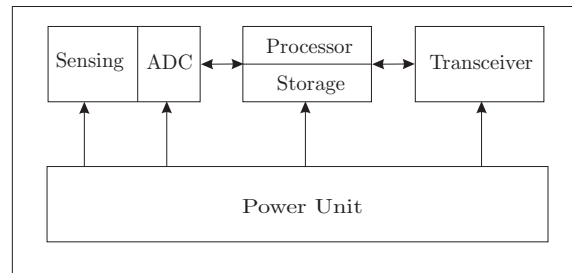 Sensing
ADC
Processor
Storage
Transceiver
Power Unit